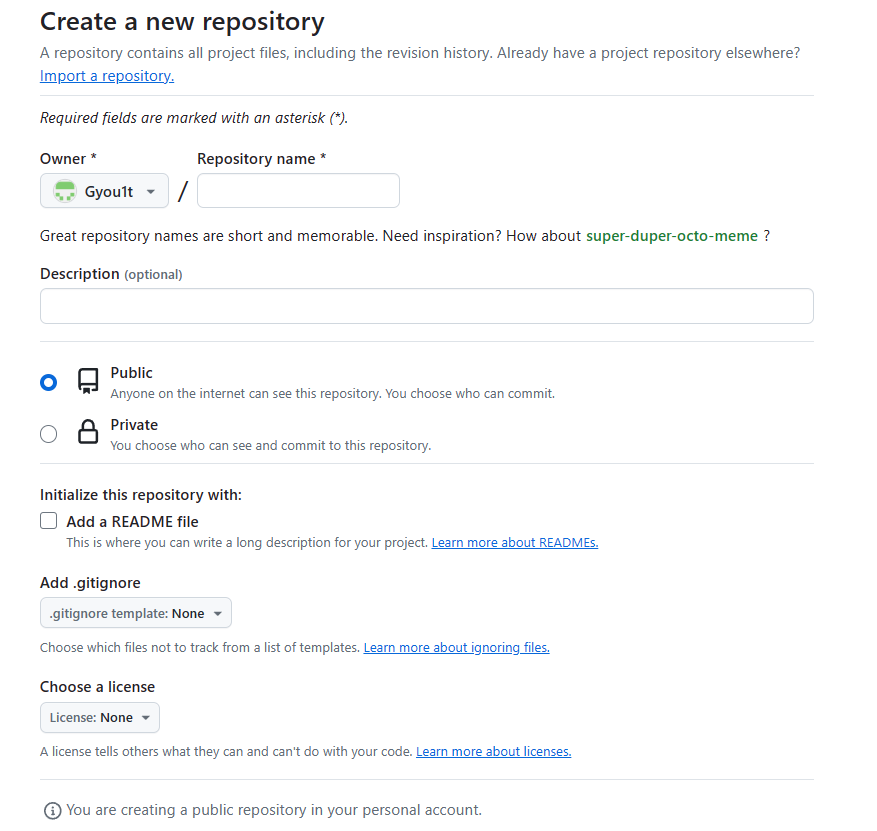 Create a new repository
A repository contains all project files, including the revision history. Already have a project repository elsewhere?
Import a repository.
Required fields are marked with an asterisk (*).
Owner * Repository name *
Gyou1t /
Great repository names are short and memorable. Need inspiration? How about super-duper-octo-meme ?
Description (optional)
Public
Anyone on the internet can see this repository. You choose who can commit.
Private
You choose who can see and commit to this repository.
Initialize this repository with:
Add a README file
This is where you can write a long description for your project. Learn more about READMEs.
Add .gitignore
.gitignore template: None
Choose which files not to track from a list of templates. Learn more about ignoring files.
Choose a license
License: None
A license tells others what they can and can't do with your code. Learn more about licenses.
You are creating a public repository in your personal account.